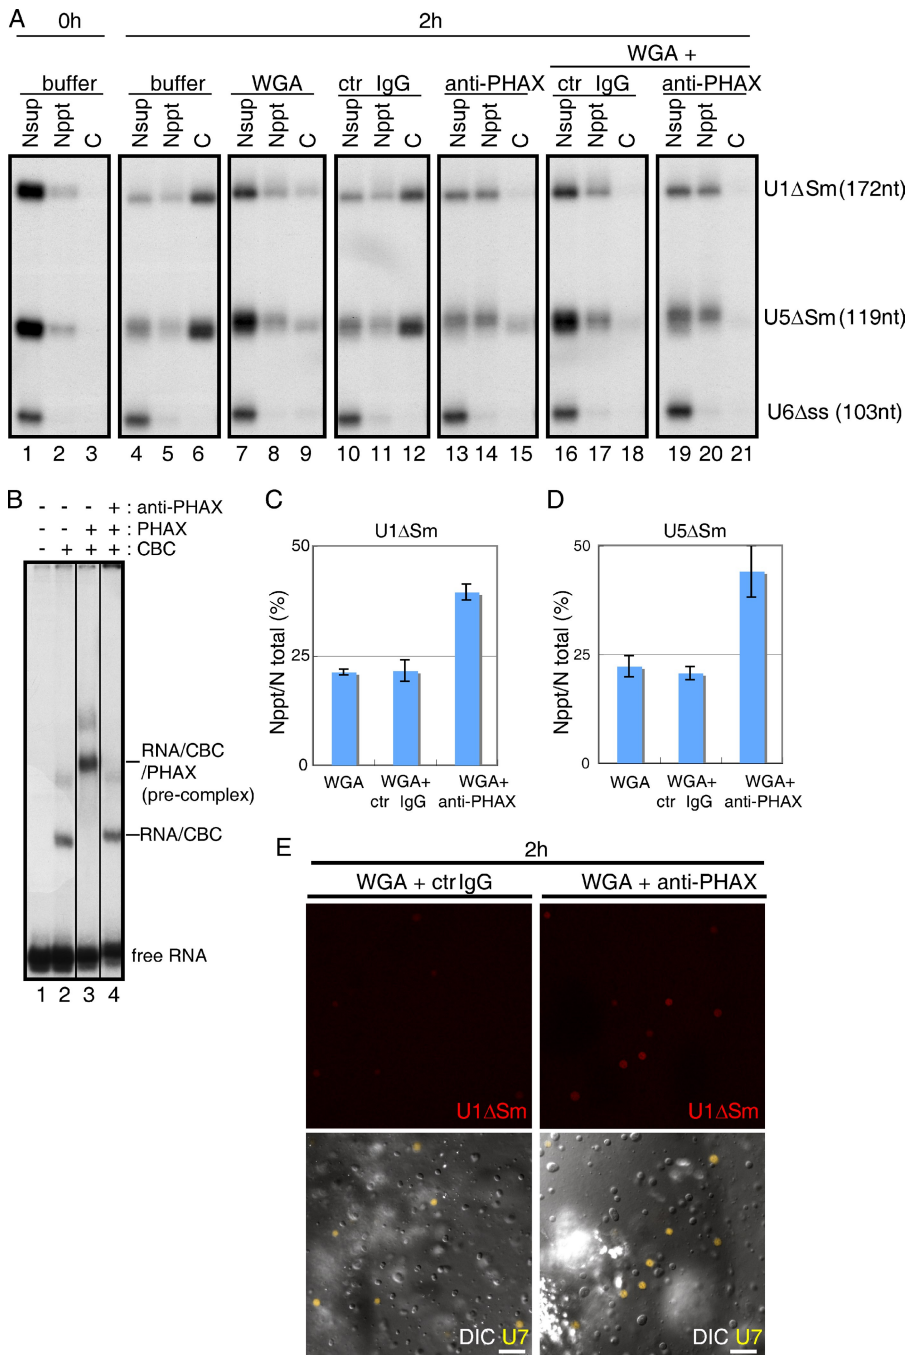 A
0h
2h
WGA +
buffer
buffer
WGA
ctr IgG
anti-PHAX
ctr IgG
anti-PHAX
Nsup Nppt C Nsup Nppt C Nsup Nppt C Nsup Nppt C Nsup Nppt C Nsup Nppt C Nsup Nppt C
U1ΔSm (172nt)
U5ΔSm (119nt)
U6Δss (103nt)
1 2 3 4 5 6 7 8 9 10 11 12 13 14 15 16 17 18 19 20 21
B
- - - + : anti-PHAX
- - + + : PHAX
- + + + : CBC
RNA/CBC
/PHAX
(pre-complex)
RNA/CBC
free RNA
1 2 3 4
C
U1ΔSm
Nppt/N total (%)
50
25
0
WGA
WGA+
ctr IgG
WGA+
anti-PHAX
D
U5ΔSm
Nppt/N total (%)
50
25
0
WGA
WGA+
ctr IgG
WGA+
anti-PHAX
E
2h
WGA + ctrIgG
WGA + anti-PHAX
U1ΔSm
U1ΔSm
DIC U7
DIC U7